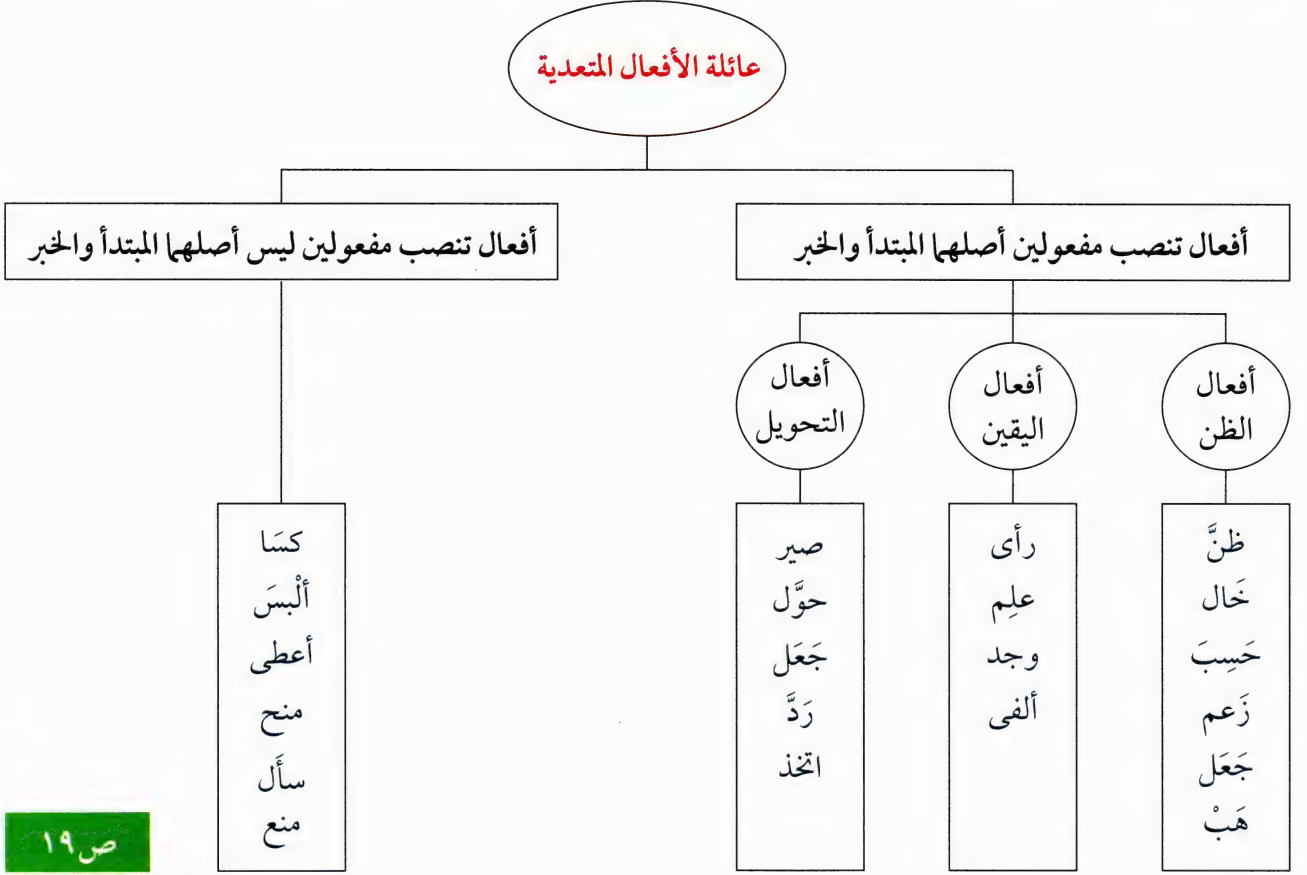 عائلة الأفعال المتعدية
أفعال تنصب مفعولين أصلهما المبتدأ والخبر
أفعال تنصب مفعولين ليس أصلهما المبتدأ والخبر
أفعال
الظن
أفعال
اليقين
أفعال
التحويل
ظنَّ
خَال
حَسِبَ
زَعم
جَعَل
هَبْ
رأى
علِم
وجد
ألفى
صير
حوَّل
جَعَل
رَدَّ
اتخذ
كسَا
ألْبسَ
أعطى
منح
سأَل
منع
ص١٩